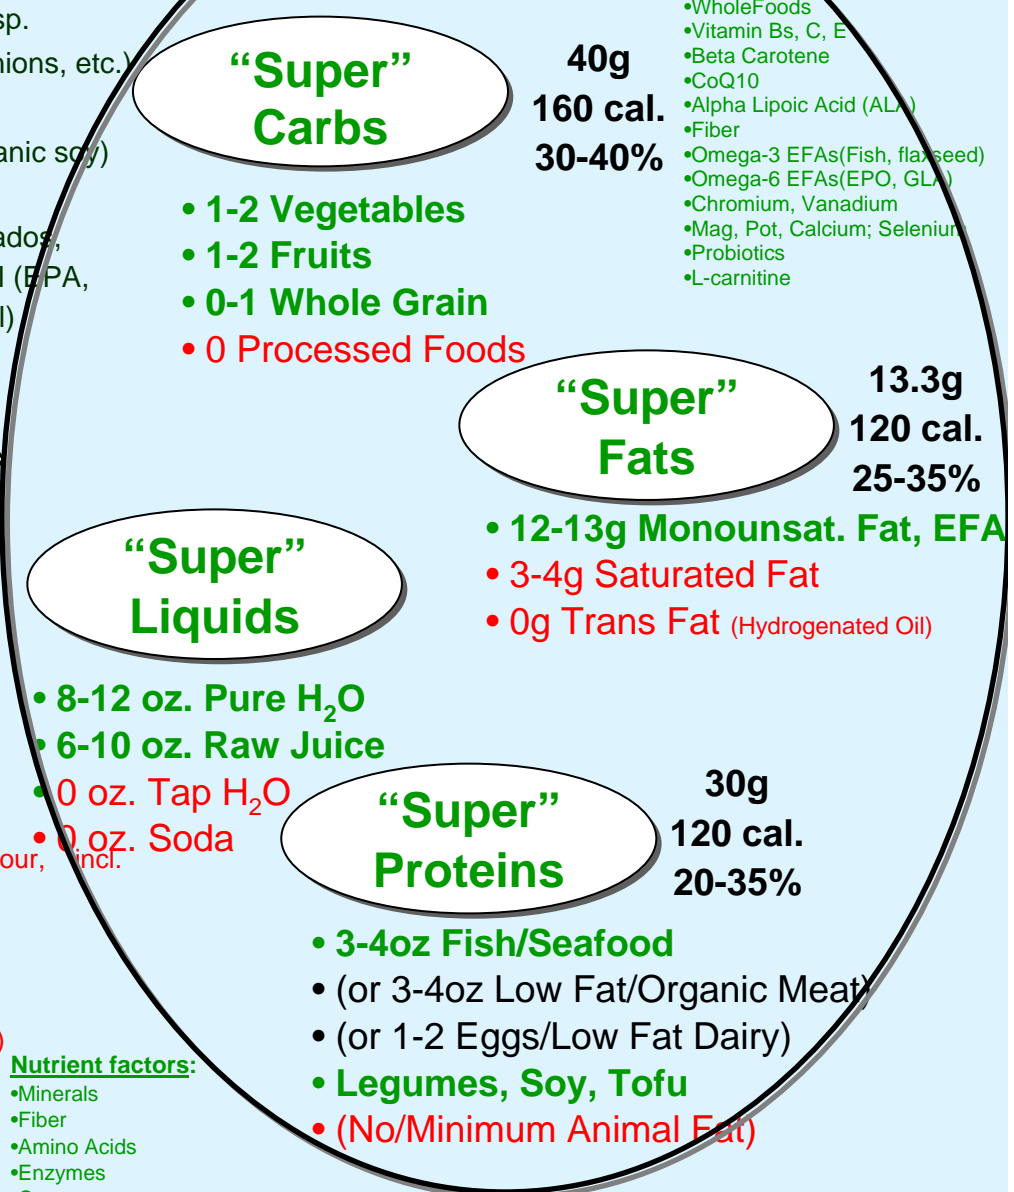 sp.
nions, etc.)
anic soy)
ados,
l (EPA,
l)
our, incl.
)
“Super”
Carbs
40g
160 cal.
30-40%
• 1-2 Vegetables
• 1-2 Fruits
• 0-1 Whole Grain
• 0 Processed Foods
•WholeFoods
•Vitamin Bs, C, E
•Beta Carotene
•CoQ10
•Alpha Lipoic Acid (ALA)
•Fiber
•Omega-3 EFAs(Fish, flaxseed)
•Omega-6 EFAs(EPO, GLA)
•Chromium, Vanadium
•Mag, Pot, Calcium; Selenium
•Probiotics
•L-carnitine
“Super”
Fats
13.3g
120 cal.
25-35%
• 12-13g Monounsat. Fat, EFA
• 3-4g Saturated Fat
• 0g Trans Fat (Hydrogenated Oil)
“Super”
Liquids
• 8-12 oz. Pure H₂O
• 6-10 oz. Raw Juice
• 0 oz. Tap H₂O
• 0 oz. Soda
“Super”
Proteins
30g
120 cal.
20-35%
• 3-4oz Fish/Seafood
• (or 3-4oz Low Fat/Organic Meat)
• (or 1-2 Eggs/Low Fat Dairy)
• Legumes, Soy, Tofu
• (No/Minimum Animal Fat)
Nutrient factors:
•Minerals
•Fiber
•Amino Acids
•Enzymes